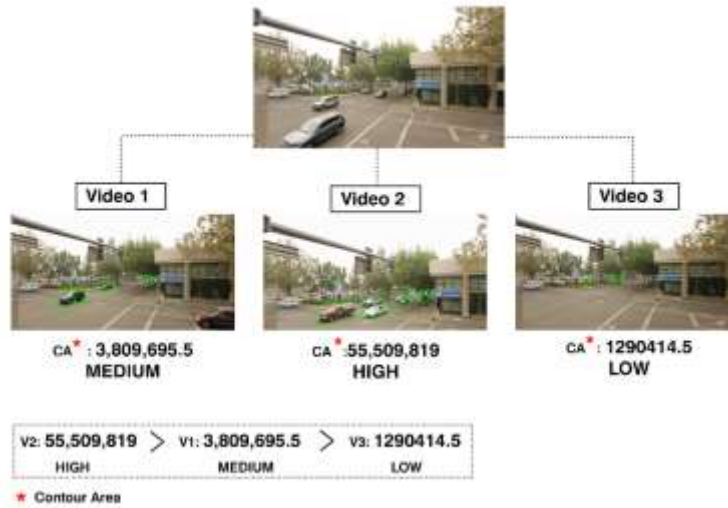 Video 1
Video 2
Video 3
CA* : 3,809,695.5
MEDIUM
CA* :55,509,819
HIGH
CA* : 1290414.5
LOW
V2: 55,509,819 > V1: 3,809,695.5 > V3: 1290414.5
HIGH MEDIUM LOW
* Contour Area